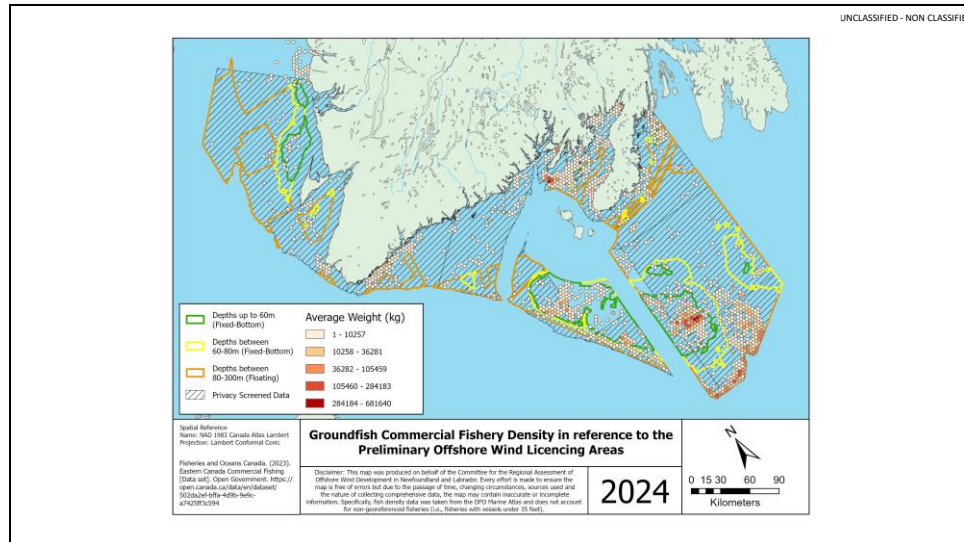 UNCLASSIFIED - NON CLASSIFIÉ
Depths up to 60m
(Fixed-Bottom)
Depths between
60-80m (Fixed-Bottom)
Depths between
80-300m (Floating)
Privacy Screened Data
Average Weight (kg)
1 - 10257
10258 - 36281
36282 - 105459
105460 - 284183
284184 - 681640
Spatial Reference
Name: NAD 1983 Canada Atlas Lambert
Projection: Lambert Conformal Conic
Fisheries and Oceans Canada. (2023).
Eastern Canada Commercial Fishing
[Data set]. Open Government. https://
open.canada.ca/data/en/dataset/
502da2ef-bffa-4d9b-9e9c-
a7425ff3c594
Groundfish Commercial Fishery Density in reference to the
Preliminary Offshore Wind Licencing Areas
Disclaimer: This map was produced on behalf of the Committee for the Regional Assessment of
Offshore Wind Development in Newfoundland and Labrador. Every effort is made to ensure the
map is free of errors but due to the passage of time, changing circumstances, sources used and
the nature of collecting comprehensive data, the map may contain inaccurate or incomplete
information. Specifically, fish density data was taken from the DFO Marine Atlas and does not account
for non-georeferenced fisheries (i.e., fisheries with vessels under 35 feet).
2024
N
0 15 30 60 90
Kilometers